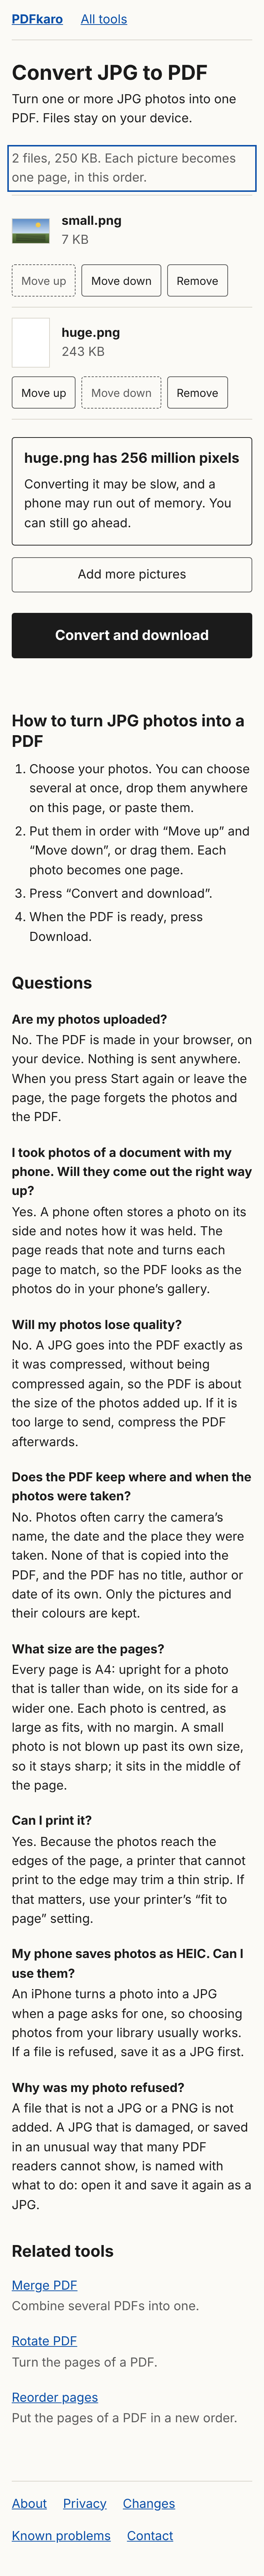 PDFkaro All tools
Convert JPG to PDF
Turn one or more JPG photos into one
PDF. Files stay on your device.
2 files, 250 KB. Each picture becomes
one page, in this order.
small.png
7 KB
Move up Move down Remove
huge.png
243 KB
Move up Move down Remove
huge.png has 256 million pixels
Converting it may be slow, and a
phone may run out of memory. You
can still go ahead.
Add more pictures
Convert and download
How to turn JPG photos into a
PDF
1. Choose your photos. You can choose
several at once, drop them anywhere
on this page, or paste them.
2. Put them in order with “Move up” and
“Move down”, or drag them. Each
photo becomes one page.
3. Press “Convert and download”.
4. When the PDF is ready, press
Download.
Questions
Are my photos uploaded?
No. The PDF is made in your browser, on
your device. Nothing is sent anywhere.
When you press Start again or leave the
page, the page forgets the photos and
the PDF.
I took photos of a document with my
phone. Will they come out the right way
up?
Yes. A phone often stores a photo on its
side and notes how it was held. The
page reads that note and turns each
page to match, so the PDF looks as the
photos do in your phone’s gallery.
Will my photos lose quality?
No. A JPG goes into the PDF exactly as
it was compressed, without being
compressed again, so the PDF is about
the size of the photos added up. If it is
too large to send, compress the PDF
afterwards.
Does the PDF keep where and when the
photos were taken?
No. Photos often carry the camera’s
name, the date and the place they were
taken. None of that is copied into the
PDF, and the PDF has no title, author or
date of its own. Only the pictures and
their colours are kept.
What size are the pages?
Every page is A4: upright for a photo
that is taller than wide, on its side for a
wider one. Each photo is centred, as
large as fits, with no margin. A small
photo is not blown up past its own size,
so it stays sharp; it sits in the middle of
the page.
Can I print it?
Yes. Because the photos reach the
edges of the page, a printer that cannot
print to the edge may trim a thin strip. If
that matters, use your printer’s “fit to
page” setting.
My phone saves photos as HEIC. Can I
use them?
An iPhone turns a photo into a JPG
when a page asks for one, so choosing
photos from your library usually works.
If a file is refused, save it as a JPG first.
Why was my photo refused?
A file that is not a JPG or a PNG is not
added. A JPG that is damaged, or saved
in an unusual way that many PDF
readers cannot show, is named with
what to do: open it and save it again as a
JPG.
Related tools
Merge PDF
Combine several PDFs into one.
Rotate PDF
Turn the pages of a PDF.
Reorder pages
Put the pages of a PDF in a new order.
About Privacy Changes
Known problems Contact